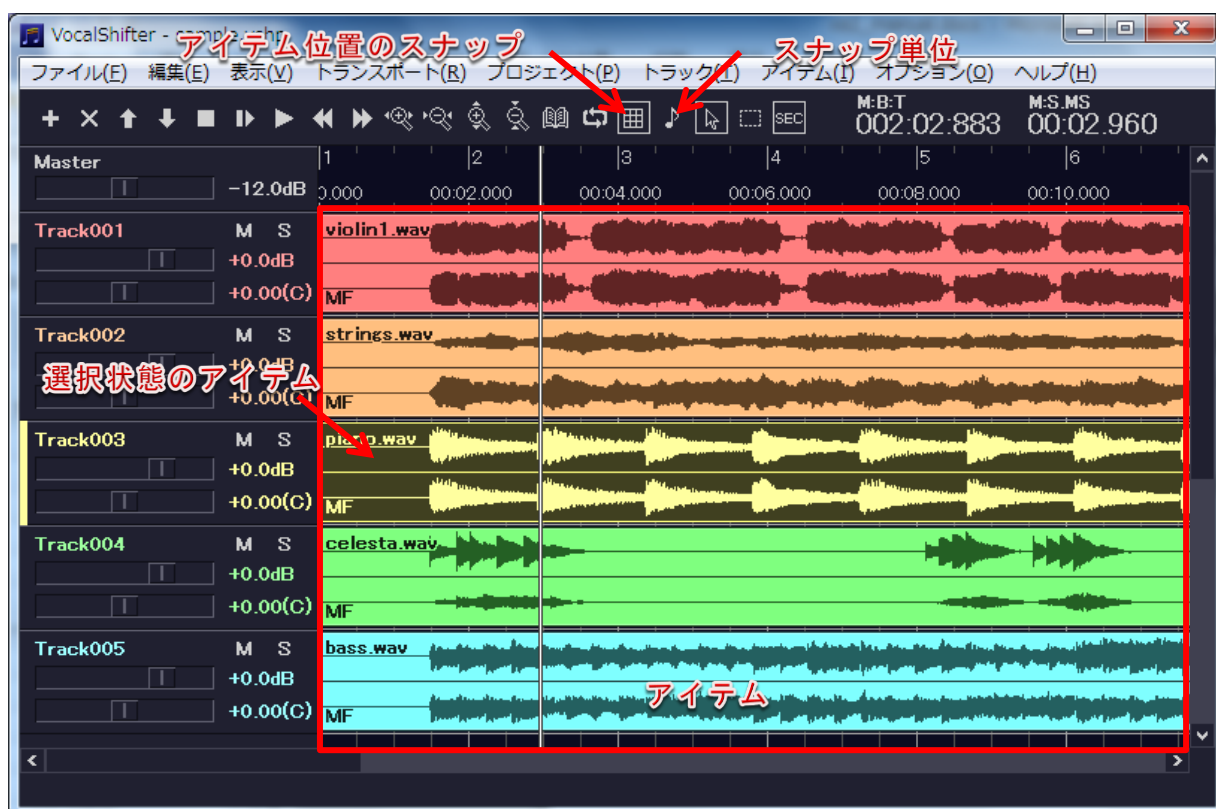 VocalShifter - sample.vshp
アイテム位置のスナップ
スナップ単位
ファイル(F) 編集(E) 表示(V) トランスポート(R) プロジェクト(P) トラック(T) アイテム(I) オプション(O) ヘルプ(H)
SEC
M:B:T
002:02:883
M:S.MS
00:02.960
Master
-12.0dB
1 2 3 4 5 6
0.000 00:02.000 00:04.000 00:06.000 00:08.000 00:10.000
Track001 M S
+0.0dB
+0.00(C)
violin1.wav
MF
Track002 M S
+0.0dB
+0.00(C)
strings.wav
MF
選択状態のアイテム
Track003 M S
+0.0dB
+0.00(C)
piano.wav
MF
Track004 M S
+0.0dB
+0.00(C)
celesta.wav
MF
Track005 M S
+0.0dB
+0.00(C)
bass.wav
MF
アイテム